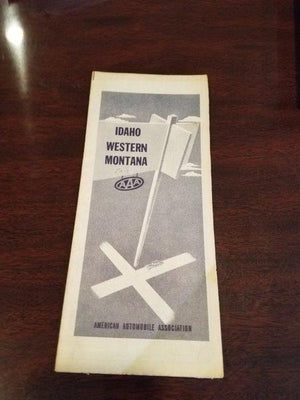 IDAHO
WESTERN
MONTANA
AAA
AMERICAN AUTOMOBILE ASSOCIATION